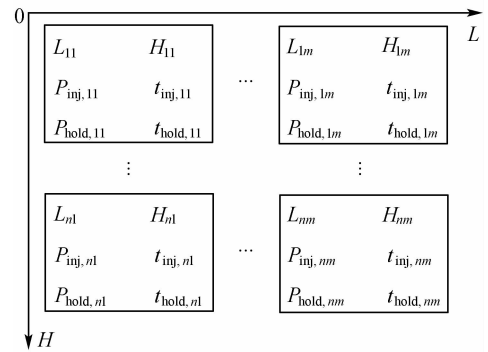 0 L
L11 H11 ... L1m H1m
Pinj,11 tinj,11 Pinj,1m tinj,1m
Phold,11 thold,11 Phold,1m thold,1m
⋮ ⋮
Ln1 Hn1 ... Lnm Hnm
Pinj,n1 tinj,n1 Pinj,nm tinj,nm
Phold,n1 thold,n1 Phold,nm thold,nm
H